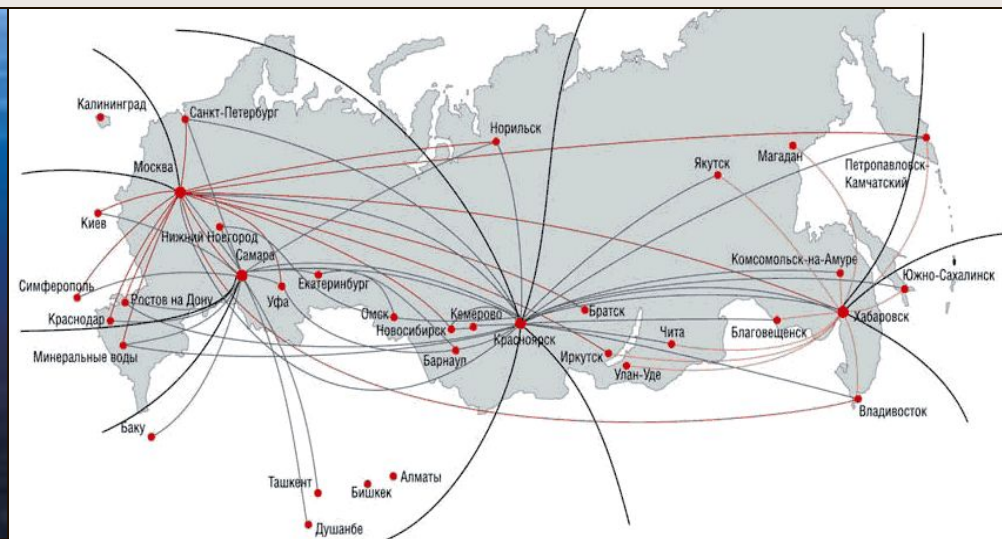 Калининград
Санкт-Петербург
Москва
Норильск
Якутск
Магадан
Петропавловск-
Камчатский
Киев
Нижний Новгород
Самара
Комсомольск-на-Амуре
Симферополь
Ростов на Дону
Уфа
Екатеринбург
Южно-Сахалинск
Краснодар
Омск
Кемерово
Братск
Хабаровск
Новосибирск
Красноярск
Чита
Благовещенск
Минеральные воды
Барнаул
Иркутск
Улан-Уде
Владивосток
Баку
Ташкент
Бишкек
Алматы
Душанбе